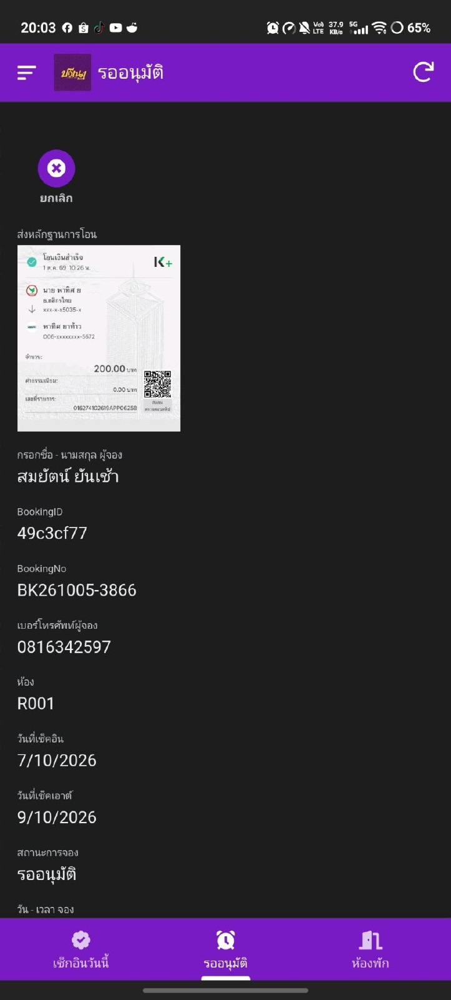 20:03
Vo)) LTE 37.9 KB/s 5G 65%
ปวีณา
รออนุมัติ
ยกเลิก
ส่งหลักฐานการโอน
โอนเงินสำเร็จ
1 ต.ค. 69 10:26 น.
K+
นาย พาทิศ ย
ธ.กสิกรไทย
xxx-x-x5035-x
พาทิศ ยาท้าว
006-xxxxxxxx-5672
จำนวน:
200.00 บาท
ค่าธรรมเนียม:
0.00 บาท
เลขที่รายการ:
016274102619APP06258
กรอกชื่อ - นามสกุล ผู้จอง
สมยัตน์ ยันเช้า
BookingID
49c3cf77
BookingNo
BK261005-3866
เบอร์โทรศัพท์ผู้จอง
0816342597
ห้อง
R001
วันที่เช็คอิน
7/10/2026
วันที่เช็คเอาต์
9/10/2026
สถานะการจอง
รออนุมัติ
วัน - เวลา จอง
เช็กอินวันนี้
รออนุมัติ
ห้องพัก